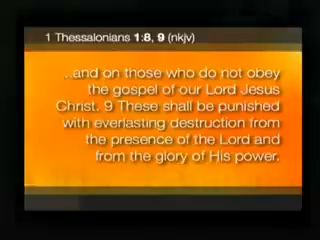 1 Thessalonians 1:8, 9 (nkjv)
...and on those who do not obey
the gospel of our Lord Jesus
Christ. 9 These shall be punished
with everlasting destruction from
the presence of the Lord and
from the glory of His power.